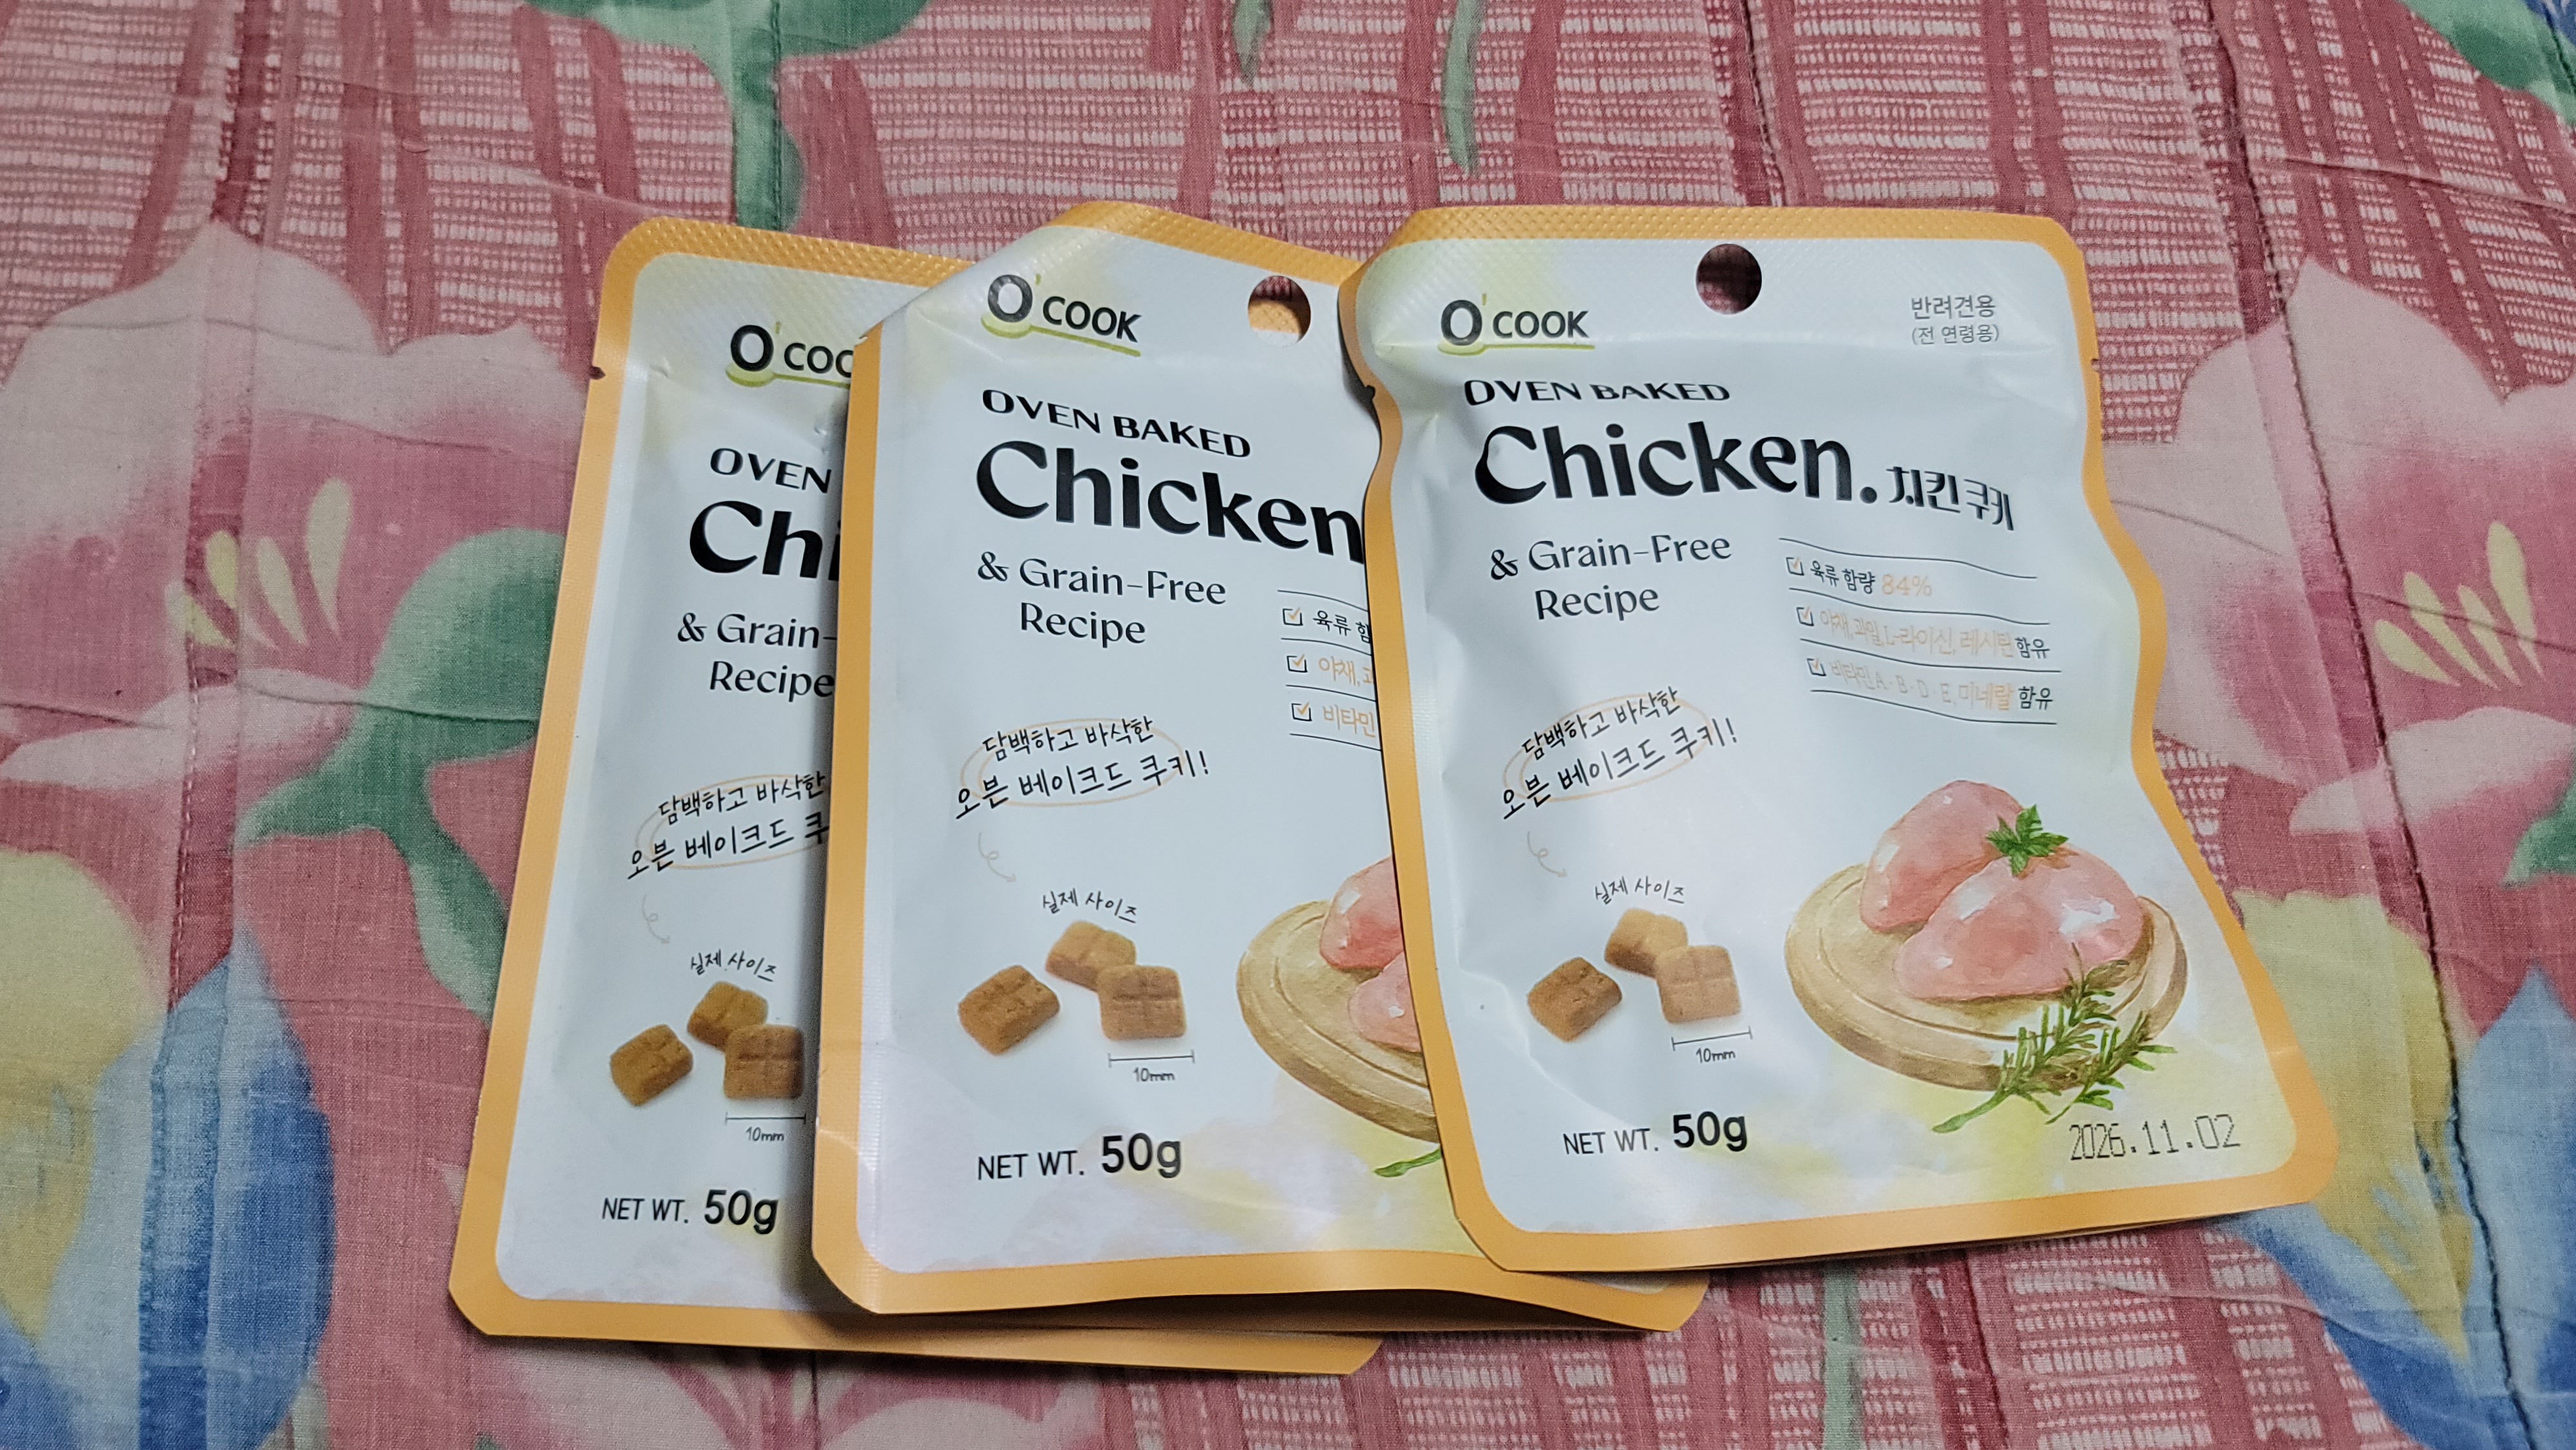 O'COO
OVEN
Chi
& Grain-
Recipe
담백하고 바삭한
오븐 베이크드 쿠
실제 사이즈
10mm
NET WT. 50g
O'COOK
OVEN BAKED
Chicken
& Grain-Free
Recipe
육류 함
야채, 과
비타민
담백하고 바삭한
오븐 베이크드 쿠키!
실제 사이즈
10mm
NET WT. 50g
O'COOK
반려견용
(전 연령용)
OVEN BAKED
Chicken. 치킨 쿠키
& Grain-Free
Recipe
육류 함량 84%
야채, 과일, L-라이신, 레시틴 함유
비타민 A · B · D · E, 미네랄 함유
담백하고 바삭한
오븐 베이크드 쿠키!
실제 사이즈
10mm
NET WT. 50g
2026.11.02